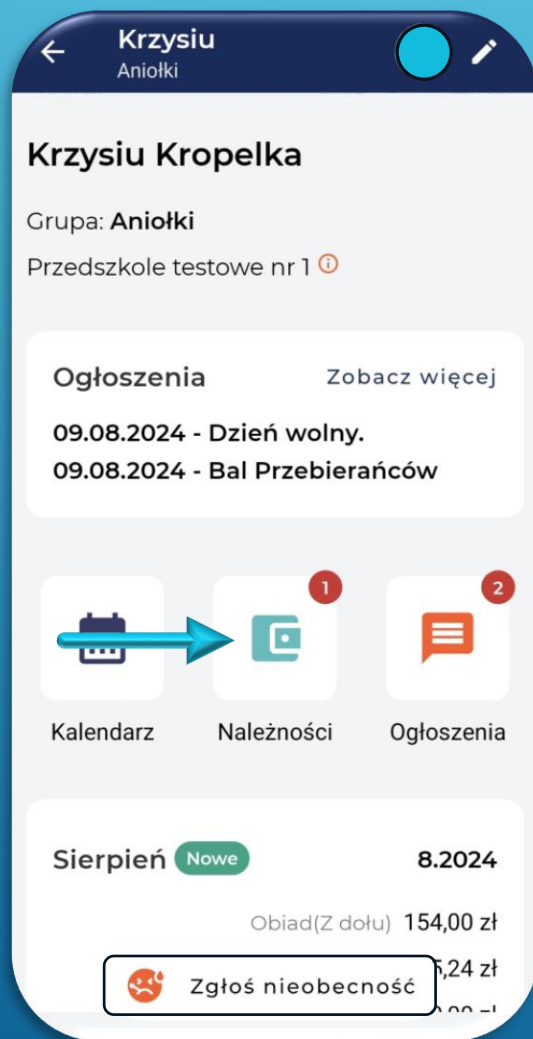 Krzysiu
Aniołki
Krzysiu Kropelka
Grupa: Aniołki
Przedszkole testowe nr 1
Ogłoszenia Zobacz więcej
09.08.2024 - Dzień wolny.
09.08.2024 - Bal Przebierańców
1 2
Kalendarz Należności Ogłoszenia
Sierpień Nowe 8.2024
Obiad(Z dołu) 154,00 zł
,24 zł
Zgłoś nieobecność